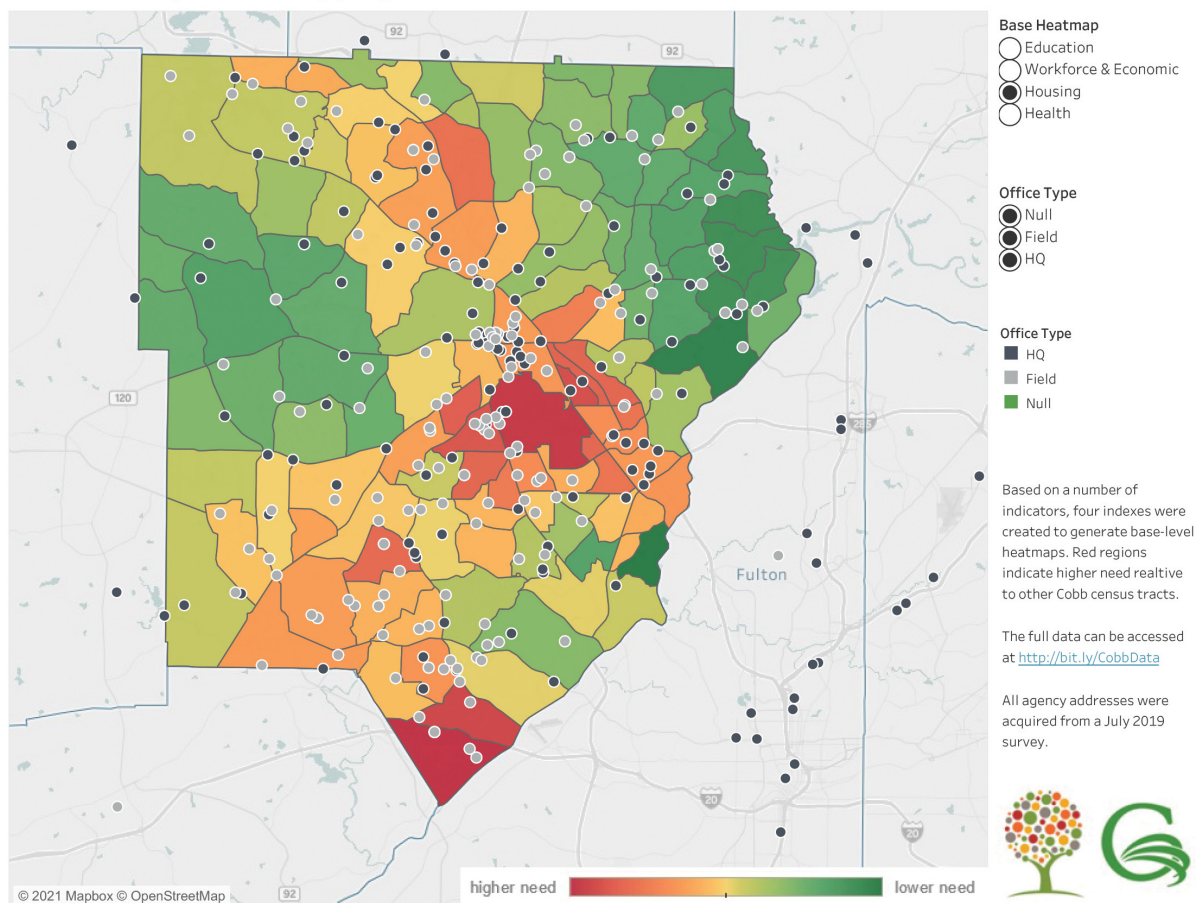 92
92
120
285
Fulton
20
20
92
© 2021 Mapbox © OpenStreetMap
higher need
lower need
Base Heatmap
Education
Workforce & Economic
Housing
Health
Office Type
Null
Field
HQ
Office Type
HQ
Field
Null
Based on a number of
indicators, four indexes were
created to generate base-level
heatmaps. Red regions
indicate higher need realtive
to other Cobb census tracts.
The full data can be accessed
at http://bit.ly/CobbData
All agency addresses were
acquired from a July 2019
survey.